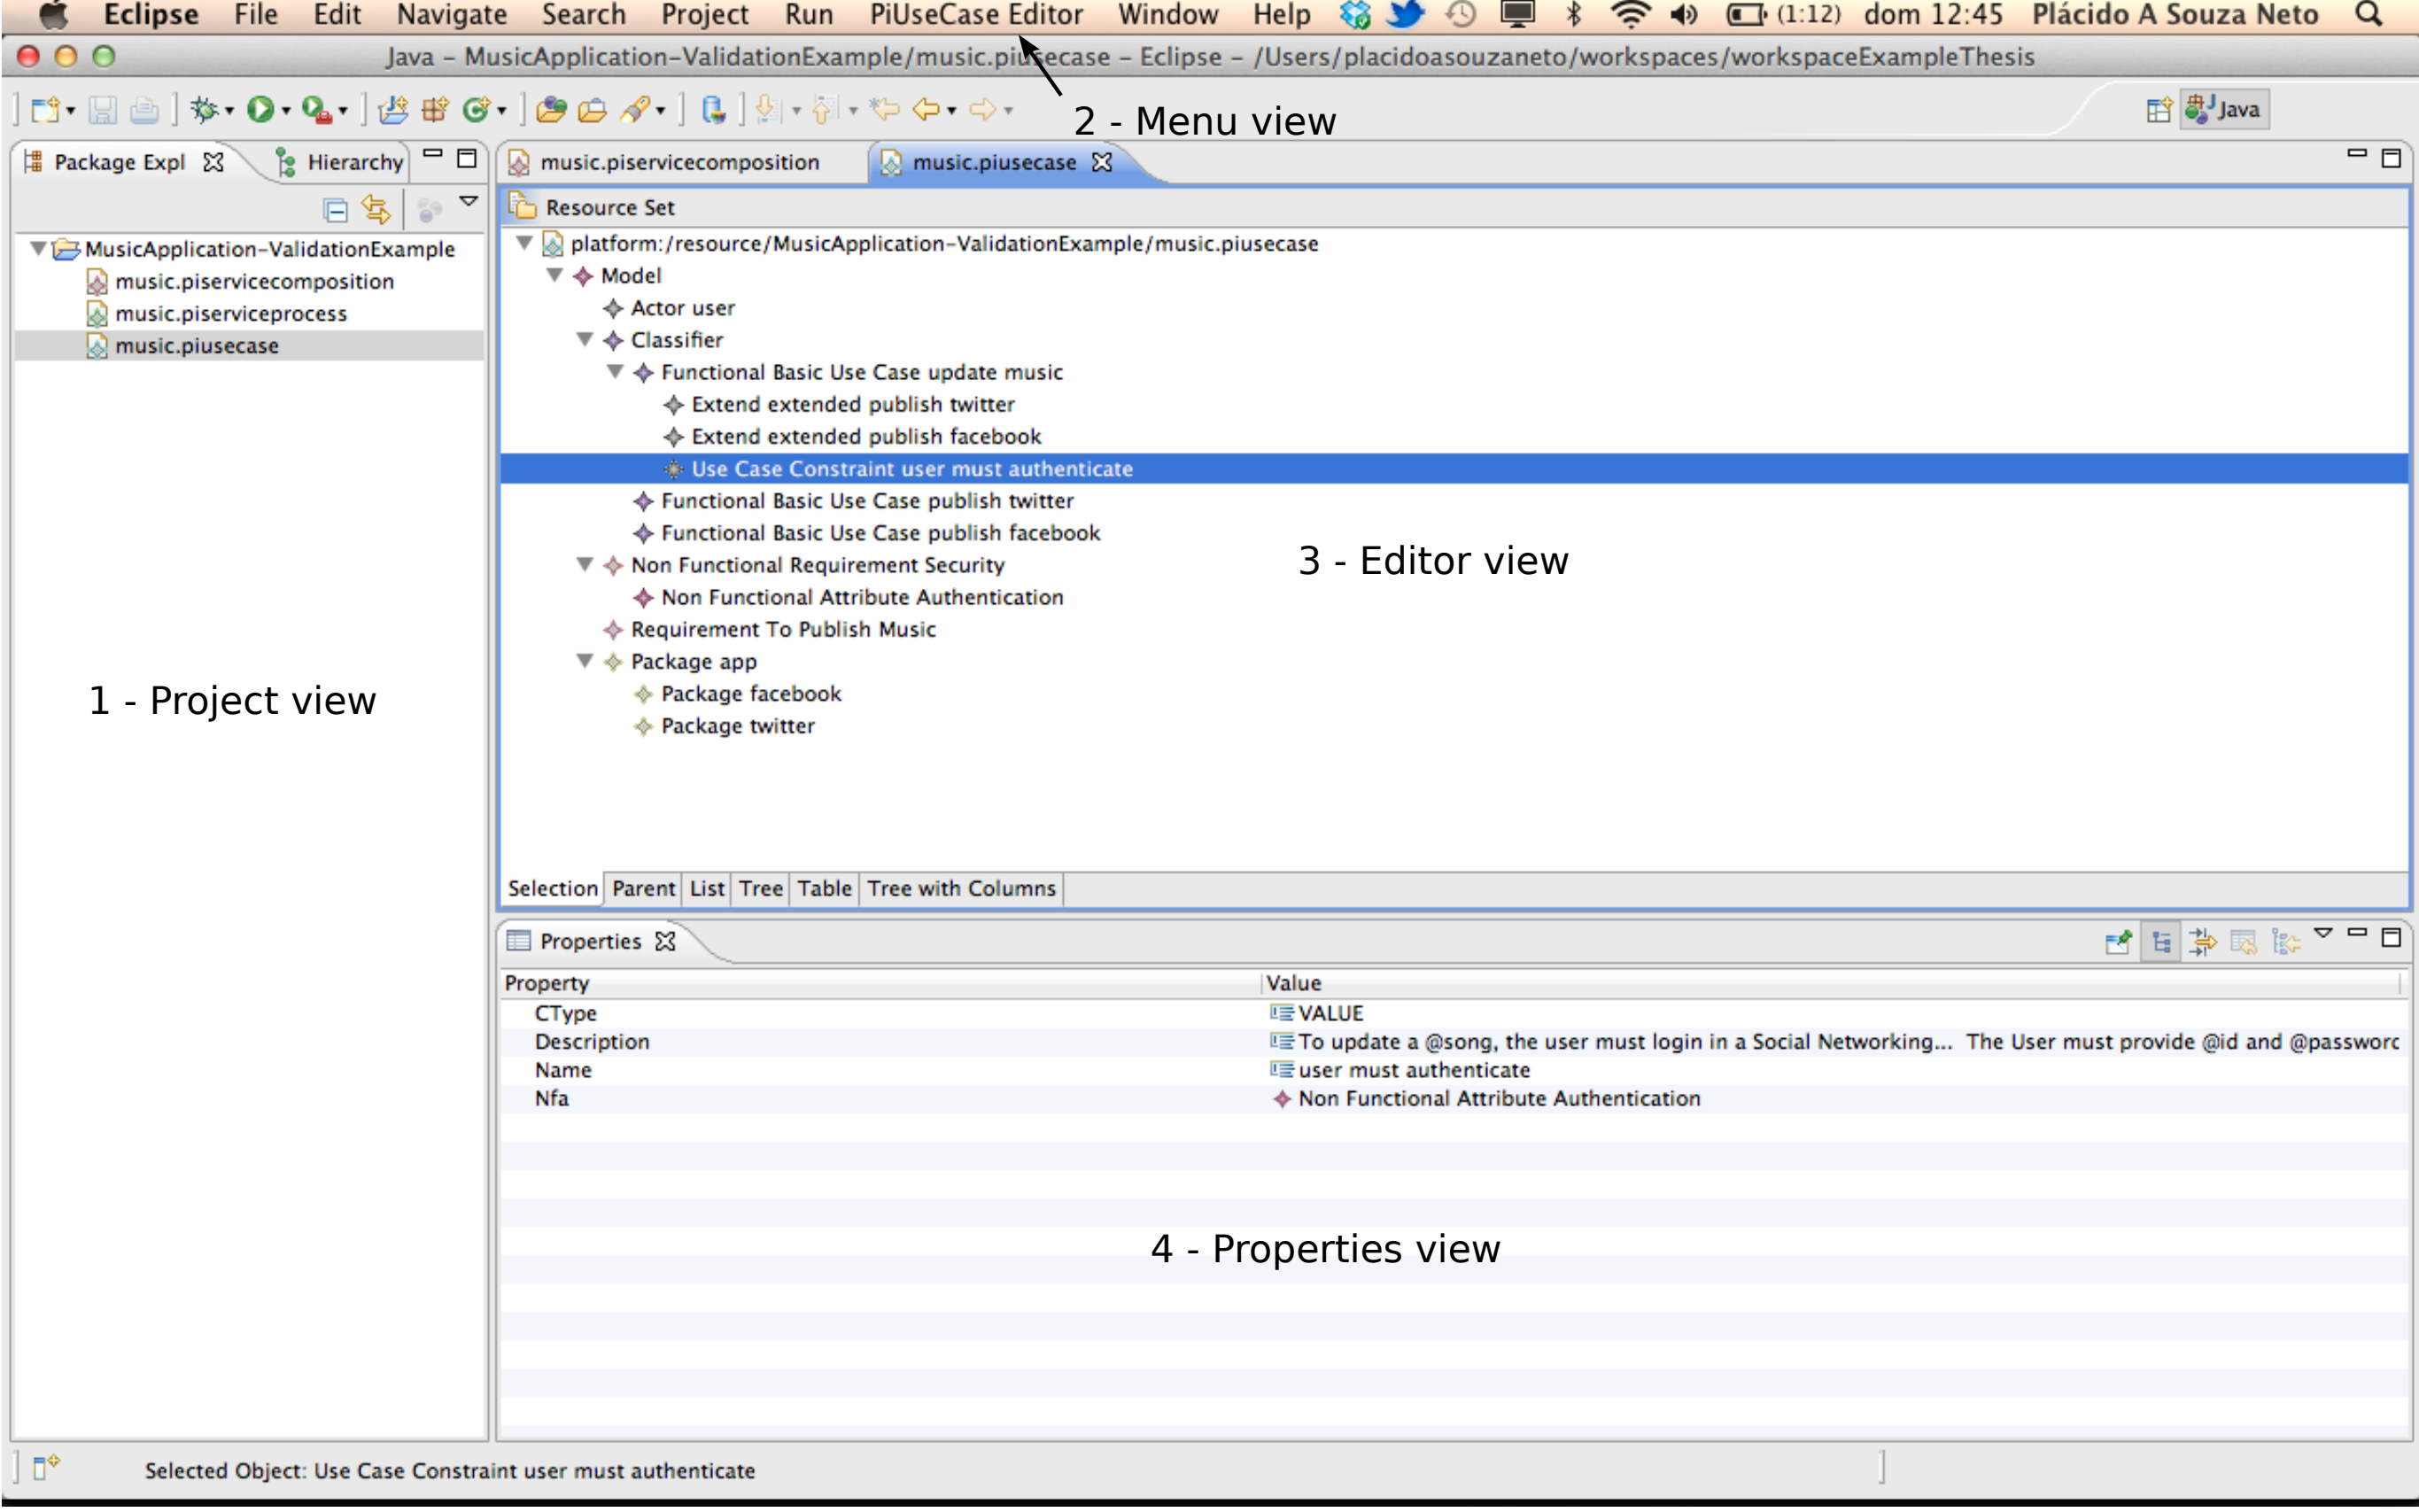 Eclipse File Edit Navigate Search Project Run PiUseCase Editor Window Help (1:12) dom 12:45 Plácido A Souza Neto
Java – MusicApplication–ValidationExample/music.piusecase – Eclipse – /Users/placidoasouzaneto/workspaces/workspaceExampleThesis
2 - Menu view
Java
Package Expl Hierarchy
music.piservicecomposition music.piusecase
Resource Set
MusicApplication–ValidationExample
music.piservicecomposition
music.piserviceprocess
music.piusecase
1 - Project view
platform:/resource/MusicApplication–ValidationExample/music.piusecase
Model
Actor user
Classifier
Functional Basic Use Case update music
Extend extended publish twitter
Extend extended publish facebook
Use Case Constraint user must authenticate
Functional Basic Use Case publish twitter
Functional Basic Use Case publish facebook
Non Functional Requirement Security
Non Functional Attribute Authentication
Requirement To Publish Music
Package app
Package facebook
Package twitter
3 - Editor view
Selection Parent List Tree Table Tree with Columns
Properties
Property Value
CType VALUE
Description To update a @song, the user must login in a Social Networking... The User must provide @id and @passworc
Name user must authenticate
Nfa Non Functional Attribute Authentication
4 - Properties view
Selected Object: Use Case Constraint user must authenticate